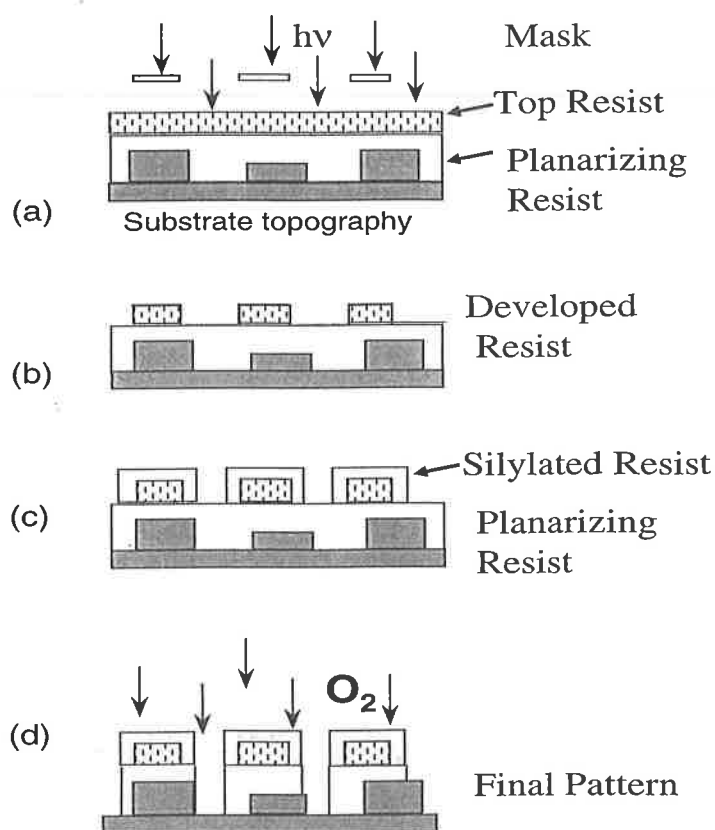 hν
Mask
Top Resist
Planarizing
Resist
(a)
Substrate topography
Developed
Resist
(b)
Silylated Resist
(c)
Planarizing
Resist
O₂
(d)
Final Pattern